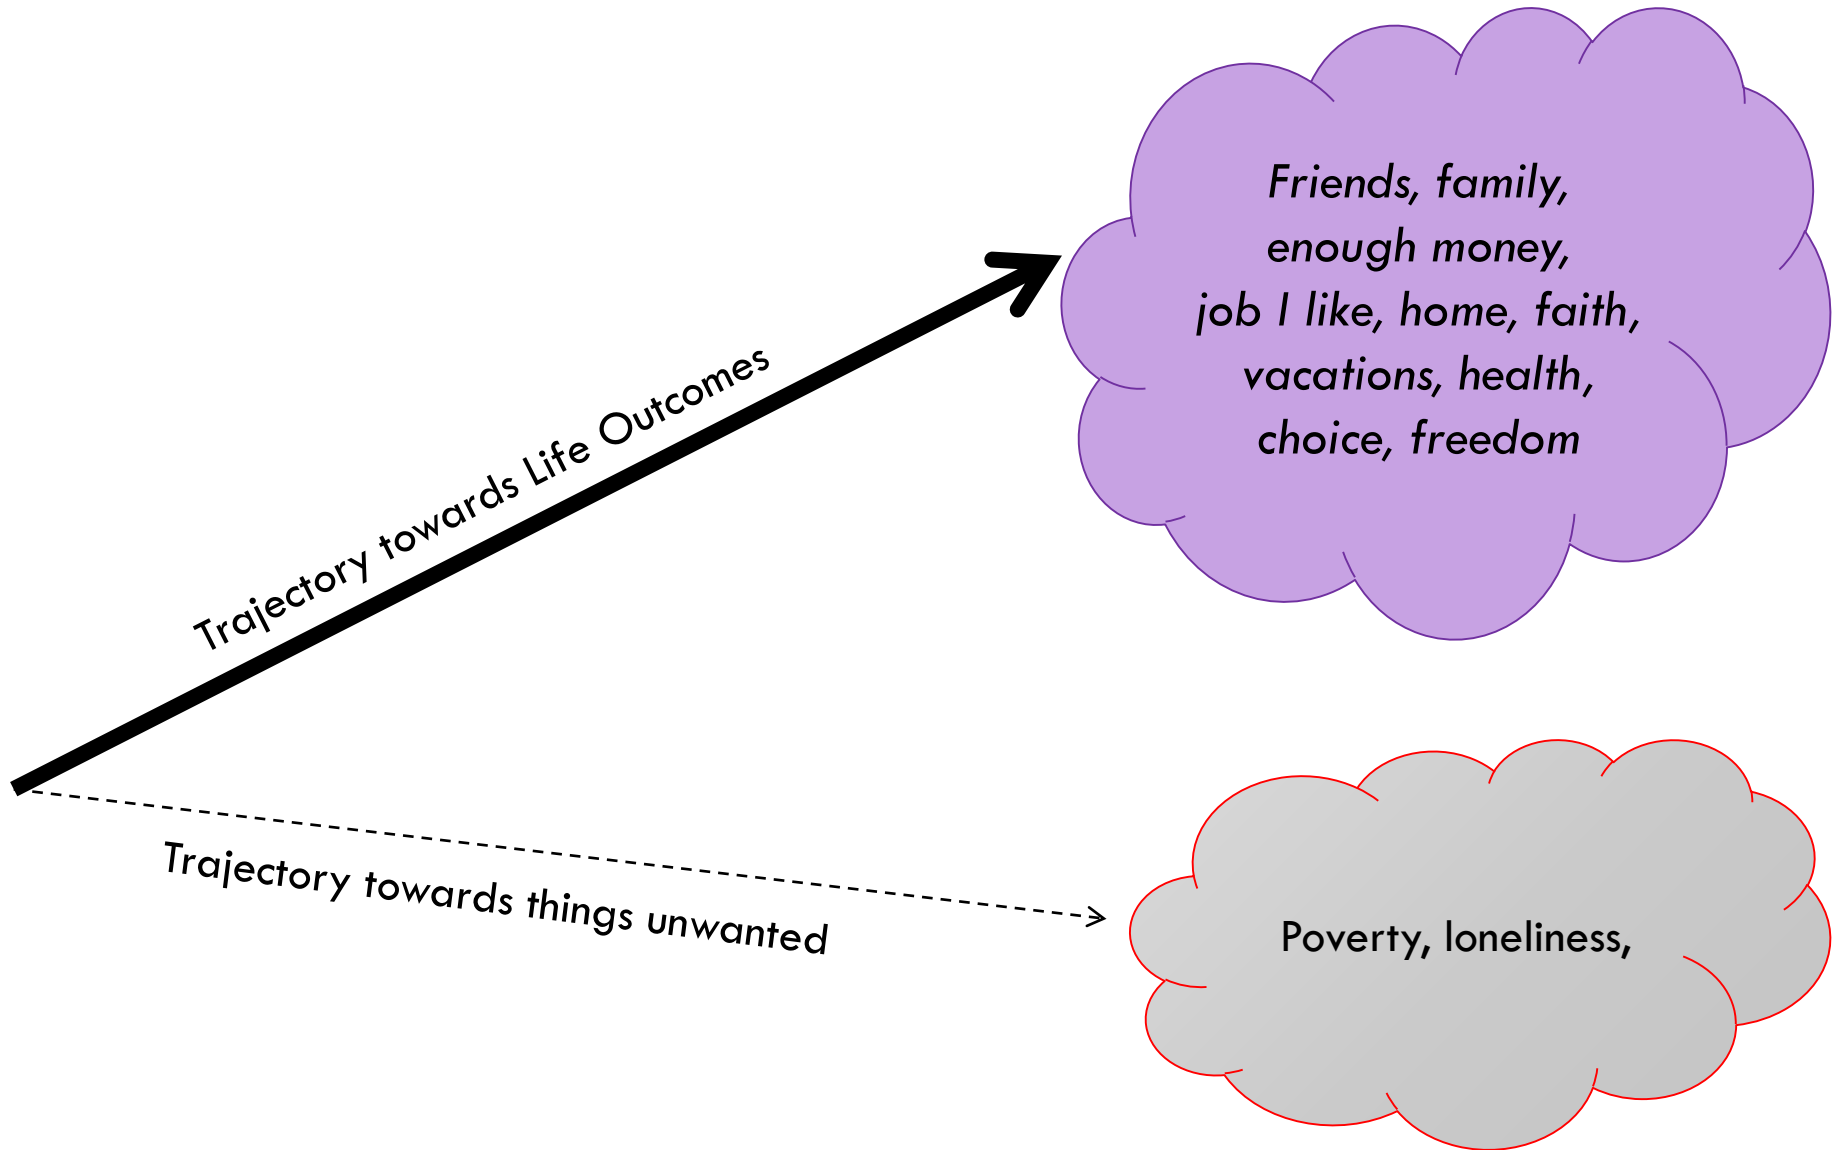 Friends, family,
enough money,
job I like, home, faith,
vacations, health,
choice, freedom
Trajectory towards Life Outcomes
Trajectory towards things unwanted
Poverty, loneliness,